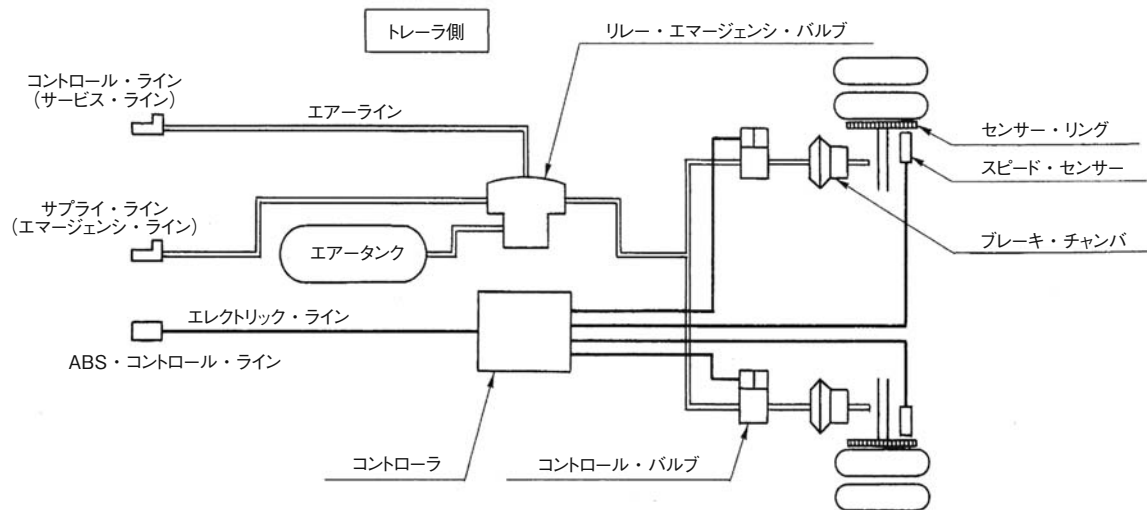 トレーラ側
リレー・エマージェンシ・バルブ
コントロール・ライン
(サービス・ライン)
エアーライン
センサー・リング
スピード・センサー
サプライ・ライン
(エマージェンシ・ライン)
エアータンク
ブレーキ・チャンバ
エレクトリック・ライン
ABS・コントロール・ライン
コントローラ
コントロール・バルブ